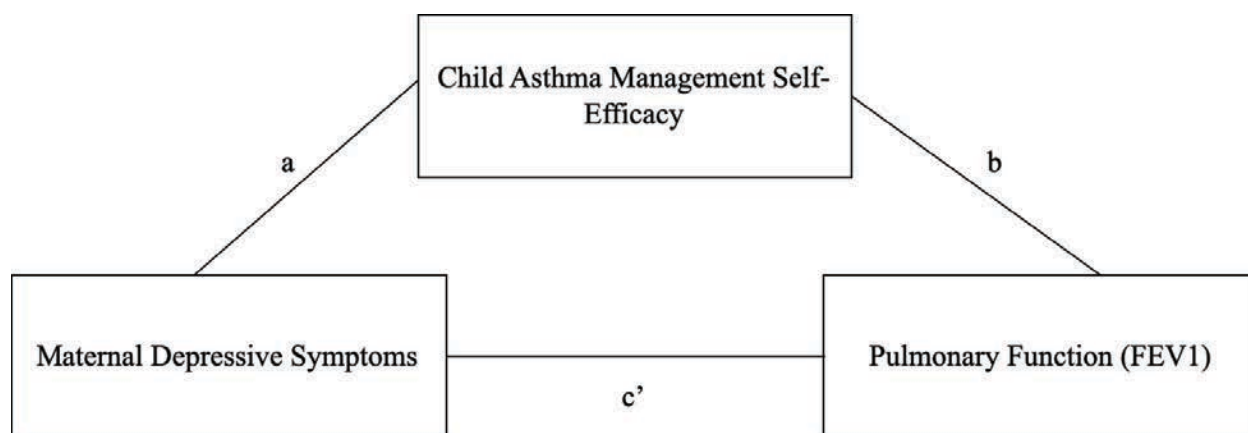 Child Asthma Management Self-
Efficacy
a
b
Maternal Depressive Symptoms
Pulmonary Function (FEV1)
c’